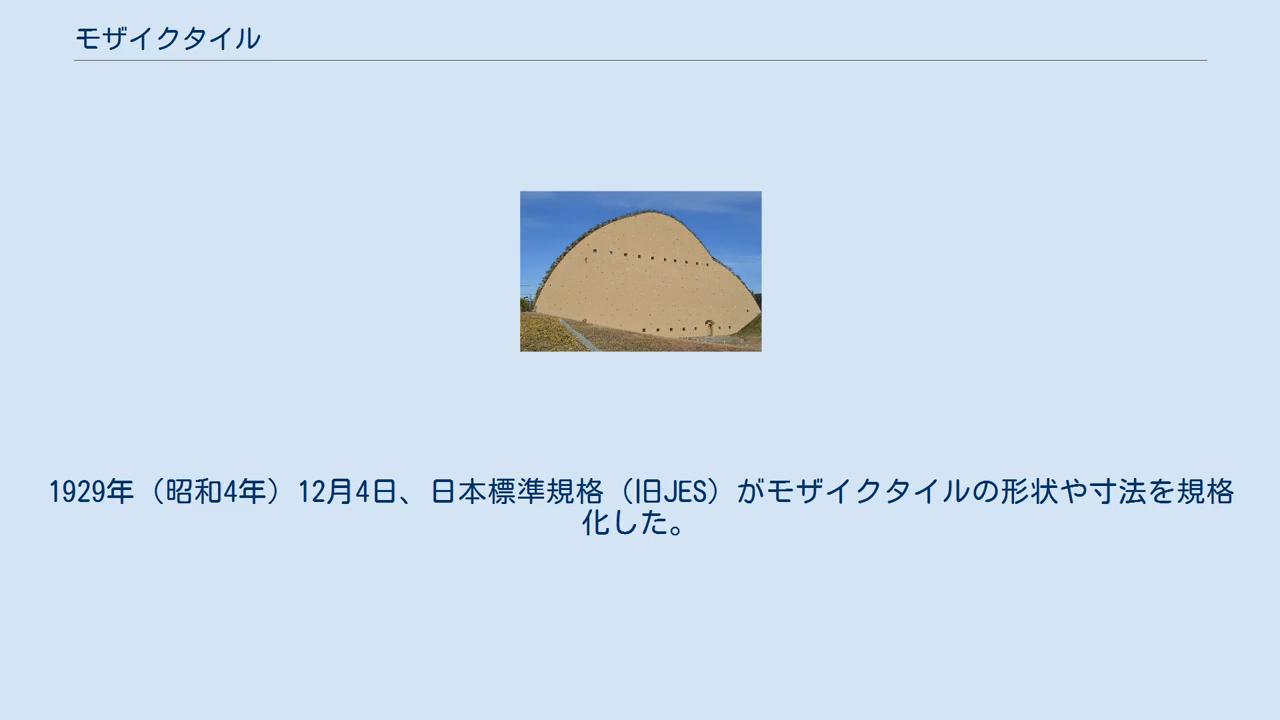 モザイクタイル
1929年（昭和4年）12月4日、日本標準規格（旧JES）がモザイクタイルの形状や寸法を規格
化した。